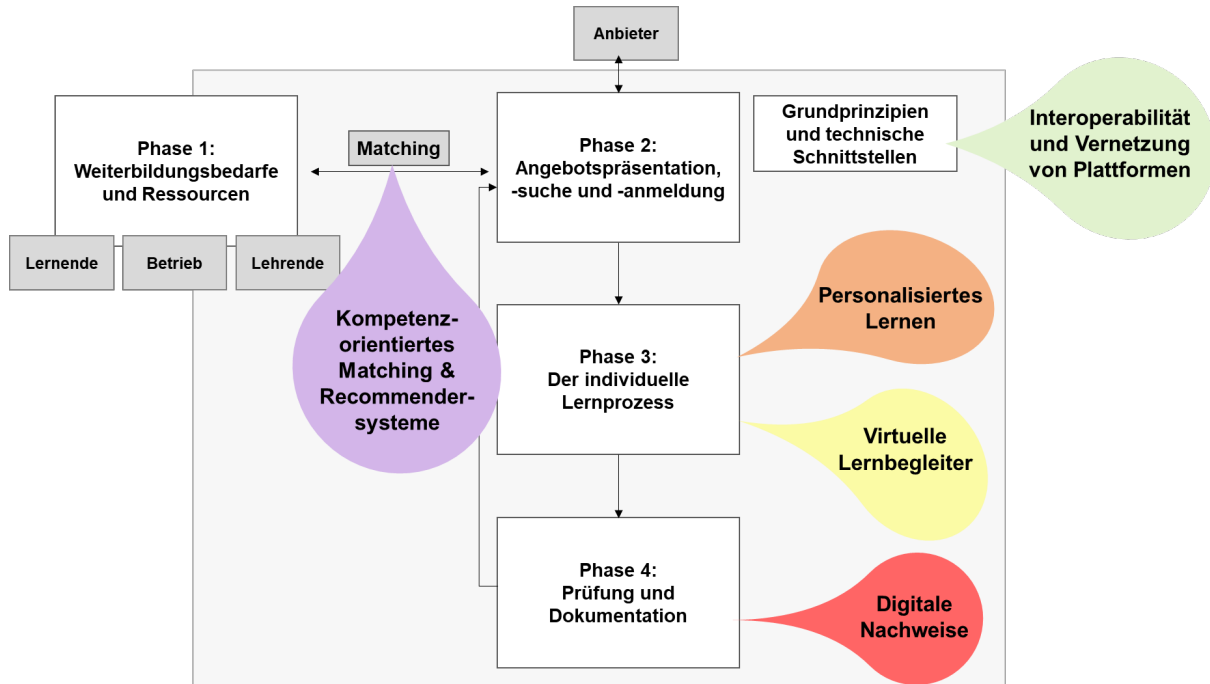 Anbieter
Phase 1:
Weiterbildungsbedarfe
und Ressourcen
Lernende
Betrieb
Lehrende
Matching
Phase 2:
Angebotspräsentation,
-suche und -anmeldung
Grundprinzipien
und technische
Schnittstellen
Interoperabilität
und Vernetzung
von Plattformen
Kompetenz-
orientiertes
Matching &
Recommender-
systeme
Phase 3:
Der individuelle
Lernprozess
Personalisiertes
Lernen
Virtuelle
Lernbegleiter
Phase 4:
Prüfung und
Dokumentation
Digitale
Nachweise